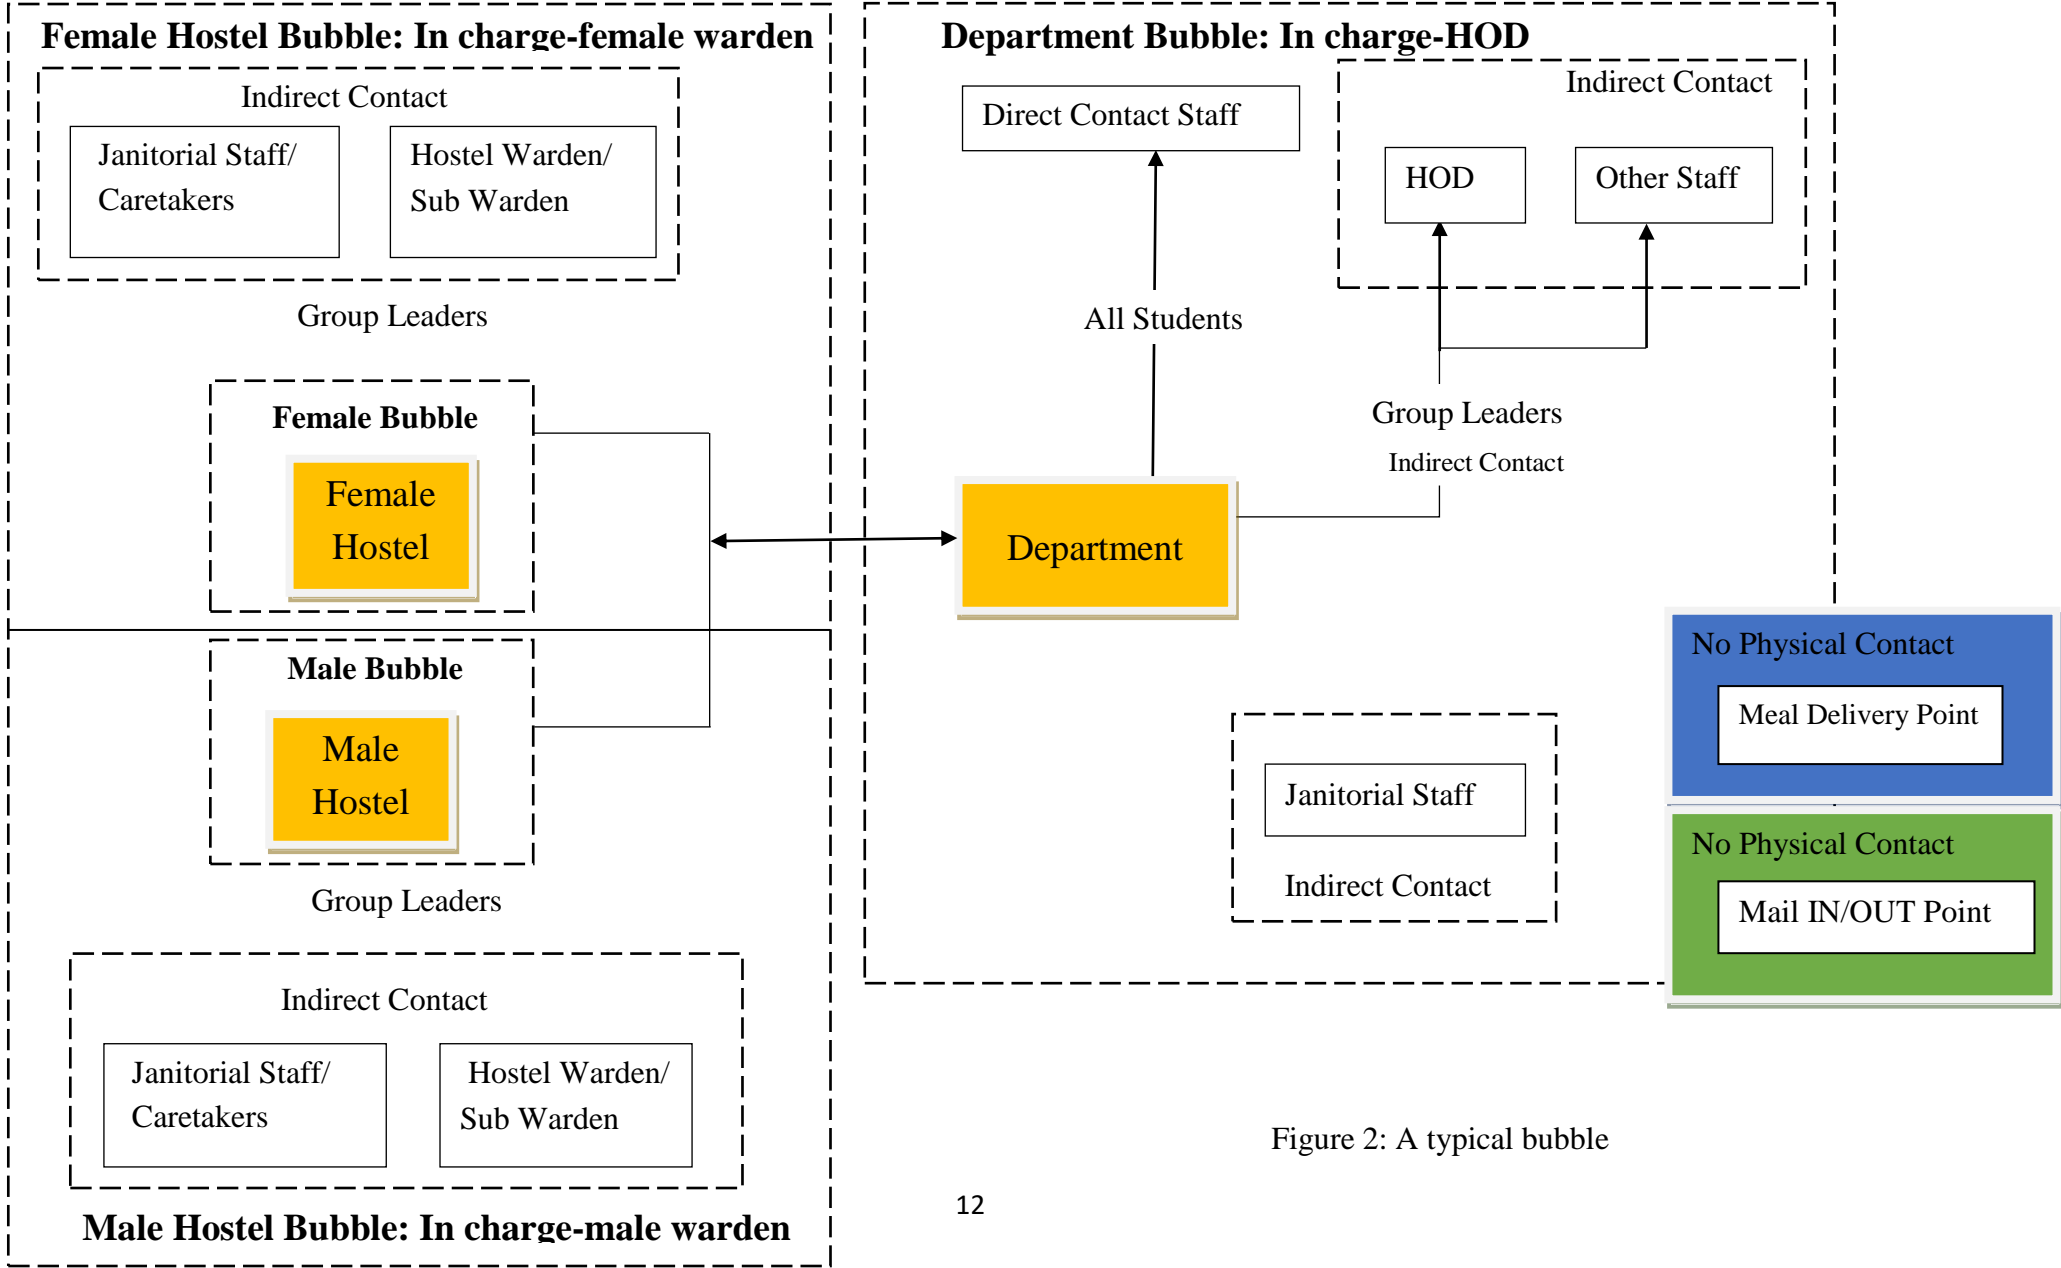 Female Hostel Bubble: In charge-female warden
Indirect Contact
Janitorial Staff/
Caretakers
Hostel Warden/
Sub Warden
Group Leaders
Female Bubble
Female
Hostel
Male Bubble
Male
Hostel
Group Leaders
Indirect Contact
Janitorial Staff/
Caretakers
Hostel Warden/
Sub Warden
Male Hostel Bubble: In charge-male warden
Department Bubble: In charge-HOD
Direct Contact Staff
Indirect Contact
HOD
Other Staff
All Students
Group Leaders
Indirect Contact
Department
No Physical Contact
Meal Delivery Point
Janitorial Staff
Indirect Contact
No Physical Contact
Mail IN/OUT Point
Figure 2: A typical bubble
12